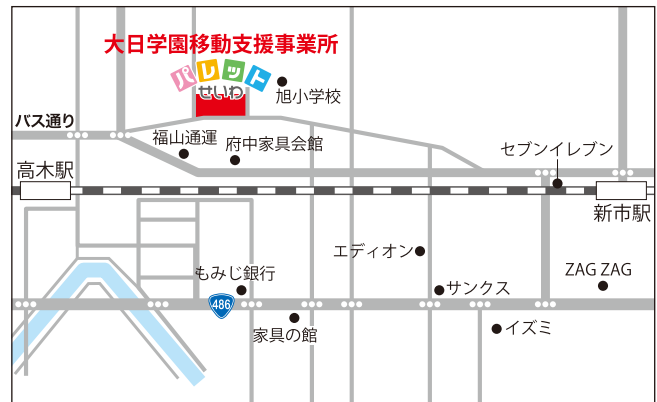 大日学園移動支援事業所
パレット
せいわ
旭小学校
バス通り
福山通運
府中家具会館
セブンイレブン
高木駅
新市駅
エディオン
もみじ銀行
サンクス
ZAG ZAG
486
家具の館
イズミ